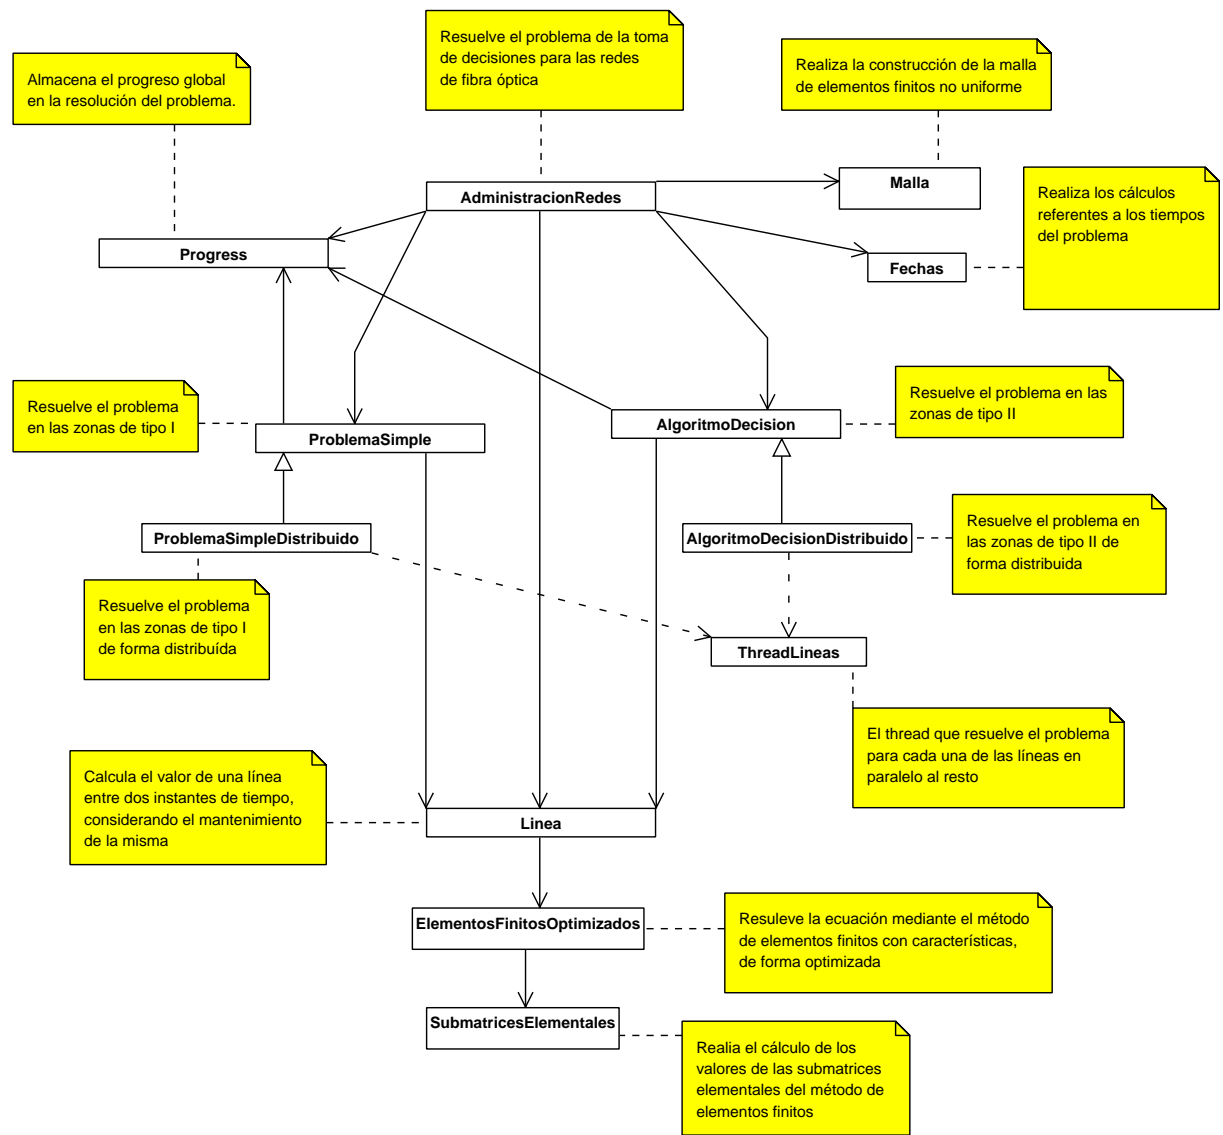 Resuelve el problema de la toma
de decisiones para las redes
de fibra óptica
Realiza la construcción de la malla
de elementos finitos no uniforme
Almacena el progreso global
en la resolución del problema.
AdministracionRedes
Malla
Realiza los cálculos
referentes a los tiempos
del problema
Progress
Fechas
Resuelve el problema
en las zonas de tipo I
ProblemaSimple
AlgoritmoDecision
Resuelve el problema en las
zonas de tipo II
ProblemaSimpleDistribuido
AlgoritmoDecisionDistribuido
Resuelve el problema en
las zonas de tipo II de
forma distribuida
Resuelve el problema
en las zonas de tipo I
de forma distribuída
ThreadLineas
El thread que resuelve el problema
para cada una de las líneas en
paralelo al resto
Calcula el valor de una línea
entre dos instantes de tiempo,
considerando el mantenimiento
de la misma
Linea
ElementosFinitosOptimizados
Resuleve la ecuación mediante el método
de elementos finitos con características,
de forma optimizada
SubmatricesElementales
Realia el cálculo de los
valores de las submatrices
elementales del método de
elementos finitos